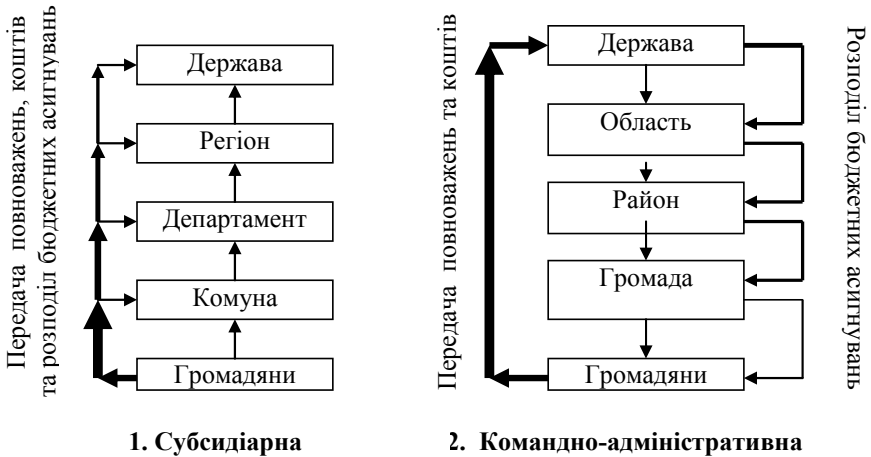 Передача повноважень, коштів
та розподіл бюджетних асигнувань
Держава
Регіон
Департамент
Комуна
Громадяни
1. Субсидіарна
Передача повноважень та коштів
Держава
Область
Район
Громада
Громадяни
Розподіл бюджетних асигнувань
2. Командно-адміністративна